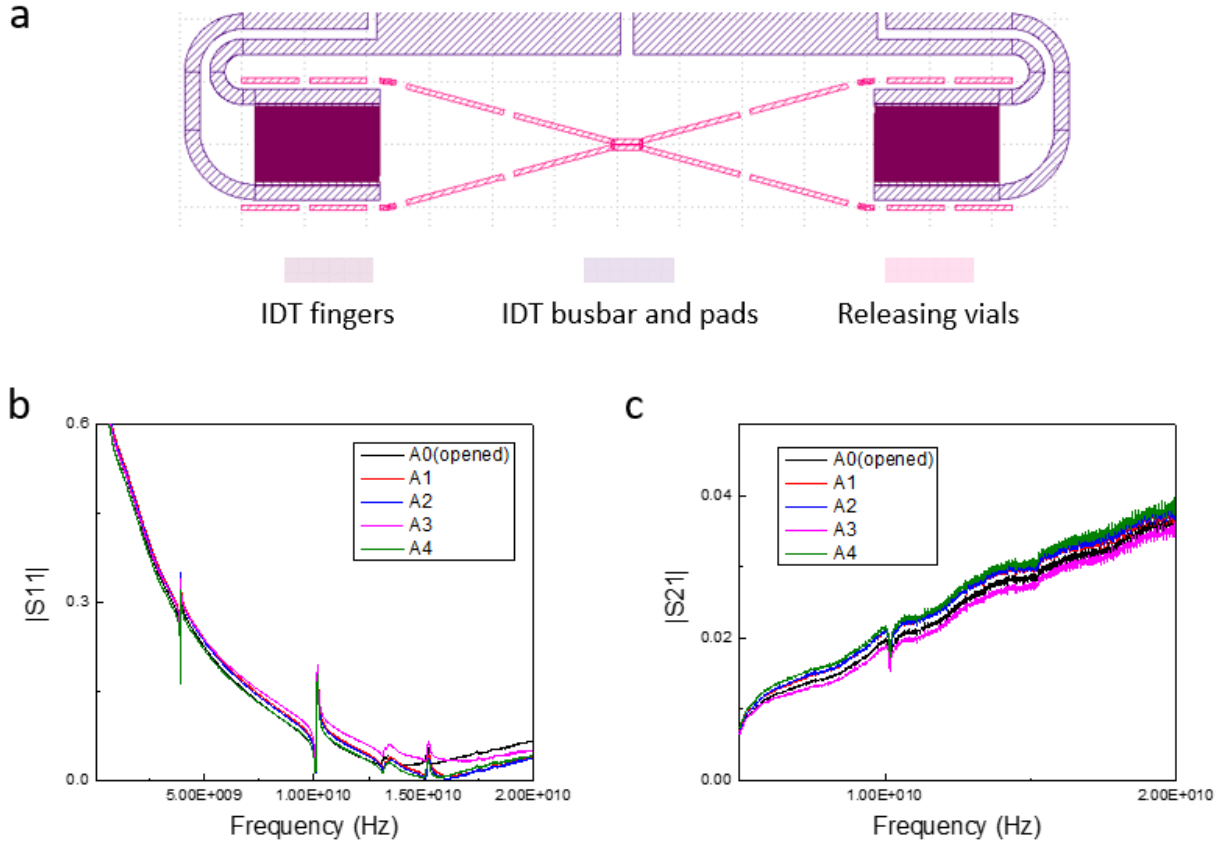 a
IDT fingers
IDT busbar and pads
Releasing vials
b
c
0.6
0.3
0.0
|S11|
A0(opened)
A1
A2
A3
A4
5.00E+009
1.00E+010
1.50E+010
2.00E+010
Frequency (Hz)
0.04
0.02
0.00
|S21|
A0(opened)
A1
A2
A3
A4
1.00E+010
2.00E+010
Frequency (Hz)